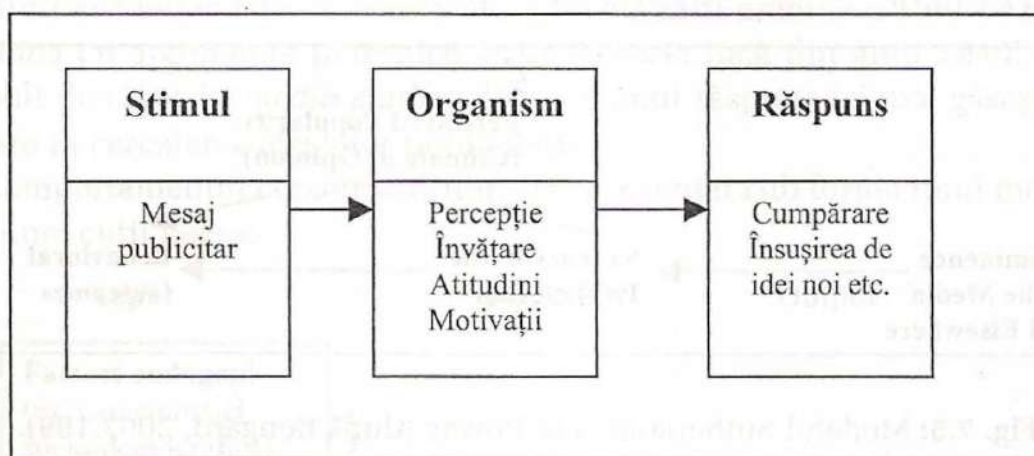 Stimul
Mesaj
publicitar
Organism
Percepție
Învățare
Atitudini
Motivații
Răspuns
Cumpărare
Însușirea de
idei noi etc.